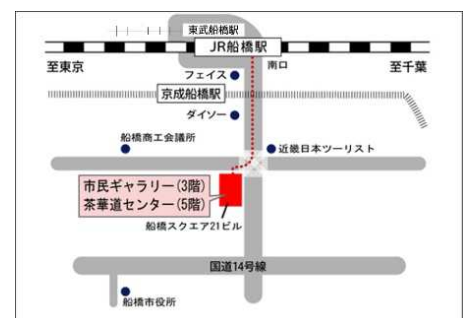 東武船橋駅
JR船橋駅
至東京
南口
至千葉
フェイス
京成船橋駅
ダイソー
船橋商工会議所
近畿日本ツーリスト
市民ギャラリー(3階)
茶華道センター(5階)
船橋スクエア21ビル
国道14号線
船橋市役所